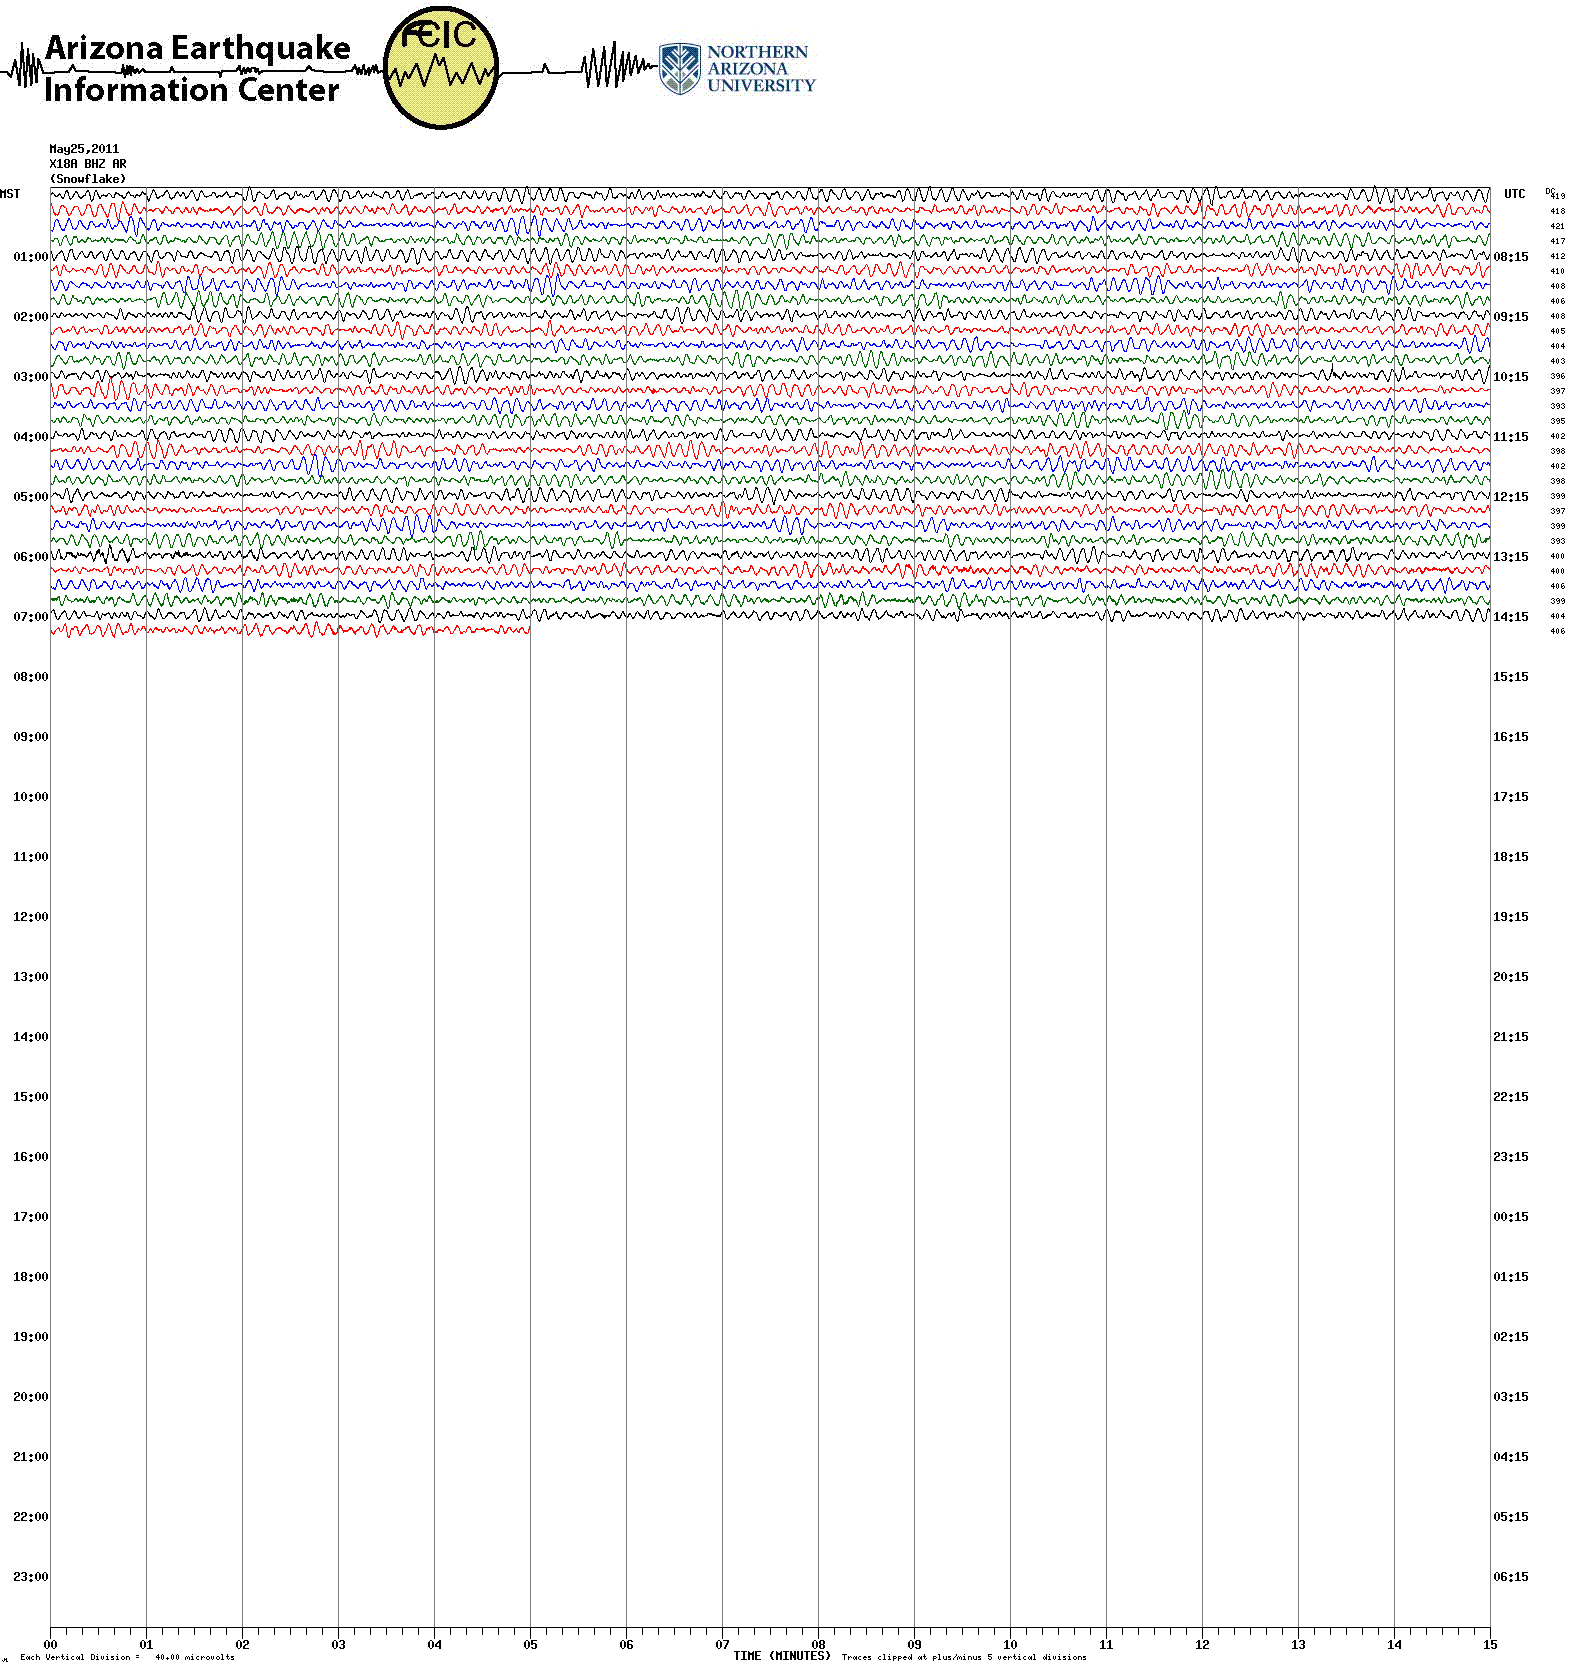 Arizona Earthquake
Information Center
ÆEIC
NORTHERN
ARIZONA
UNIVERSITY
May25,2011
X18A BHZ AR
(Snowflake)
MST UTC DC
419
418
421
417
01:00 08:15 412
410
408
406
02:00 09:15 408
405
404
403
03:00 10:15 396
397
393
395
04:00 11:15 402
398
402
398
05:00 12:15 399
397
399
393
06:00 13:15 400
400
406
399
07:00 14:15 404
406
08:00 15:15
09:00 16:15
10:00 17:15
11:00 18:15
12:00 19:15
13:00 20:15
14:00 21:15
15:00 22:15
16:00 23:15
17:00 00:15
18:00 01:15
19:00 02:15
20:00 03:15
21:00 04:15
22:00 05:15
23:00 06:15
00 01 02 03 04 05 06 07 08 09 10 11 12 13 14 15
Each Vertical Division = 40.00 microvolts TIME (MINUTES) Traces clipped at plus/minus 5 vertical divisions